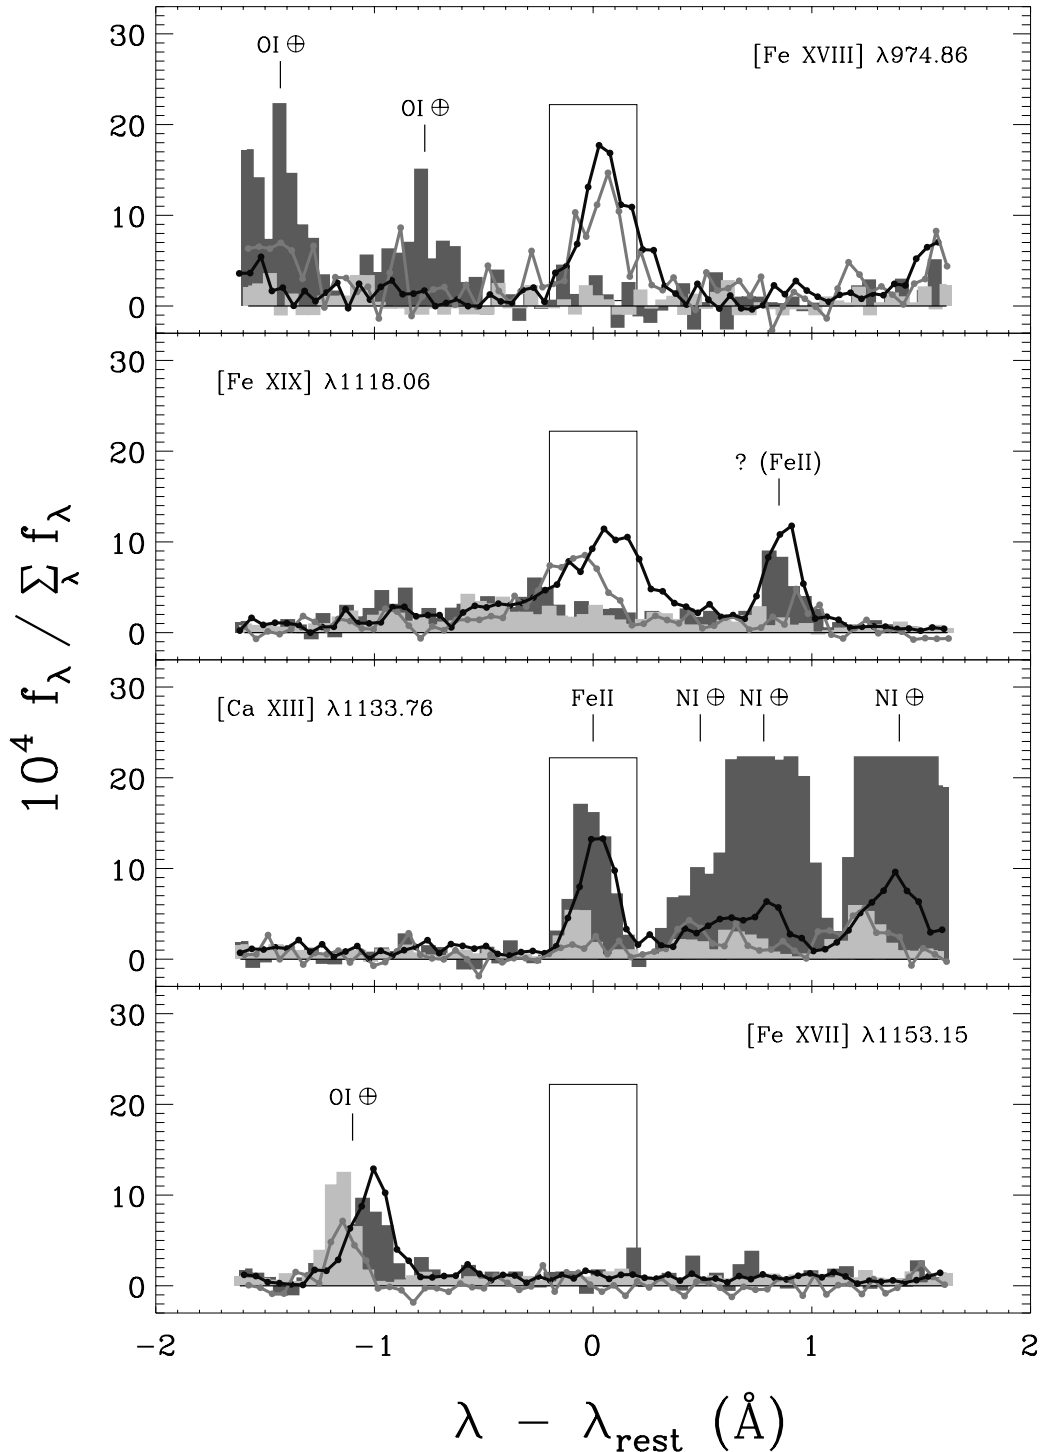 30
20
10
0
OI ⊕
OI ⊕
[Fe XVIII] λ974.86
30
20
10
0
[Fe XIX] λ1118.06
? (FeII)
30
20
10
0
[Ca XIII] λ1133.76
FeII
NI ⊕
NI ⊕
NI ⊕
30
20
10
0
OI ⊕
[Fe XVII] λ1153.15
10⁴ f_λ / Σ_λ f_λ
−2 −1 0 1 2
λ − λ_rest (Å)